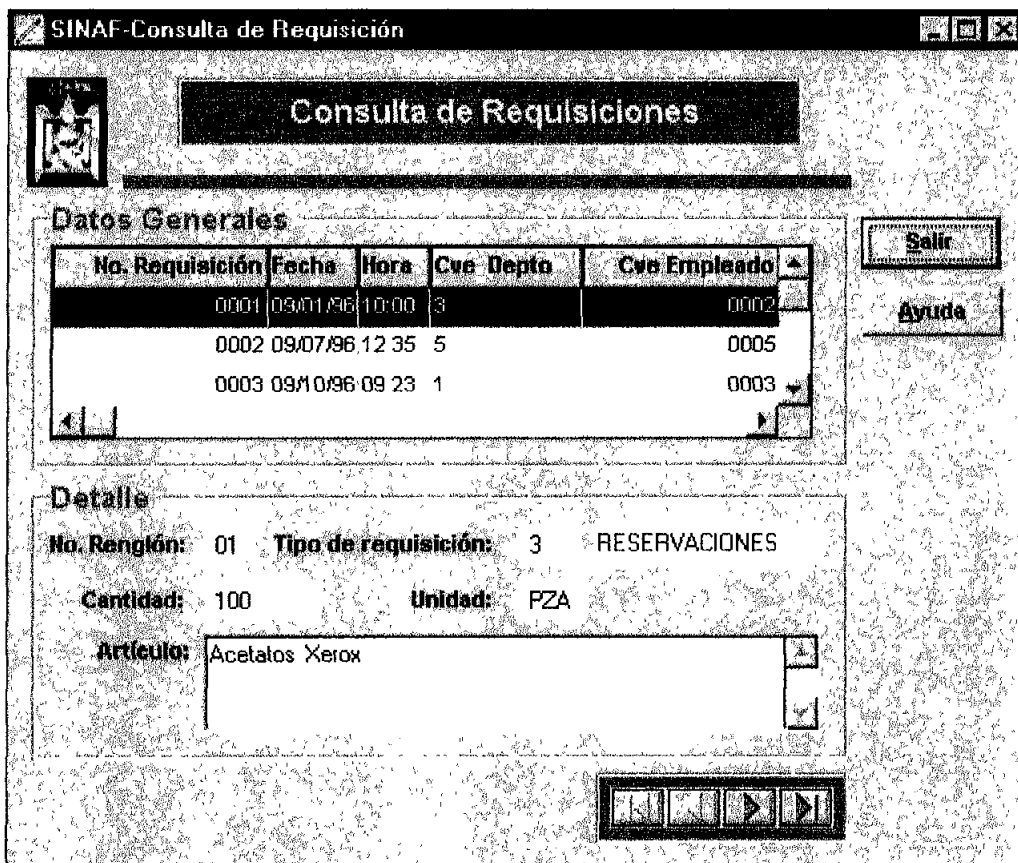 SINAF-Consulta de Requisición
Consulta de Requisiciones
Datos Generales
Salir
No. Requisición Fecha Hora Cve Depto Cve Empleado
Ayuda
0001 09/01/96 10:00 3 0002
0002 09/07/96 12 35 5 0005
0003 09/10/96 09 23 1 0003
Detalle
No. Renglón: 01 Tipo de requisición: 3 RESERVACIONES
Cantidad: 100 Unidad: PZA
Artículo: Acetatos Xerox